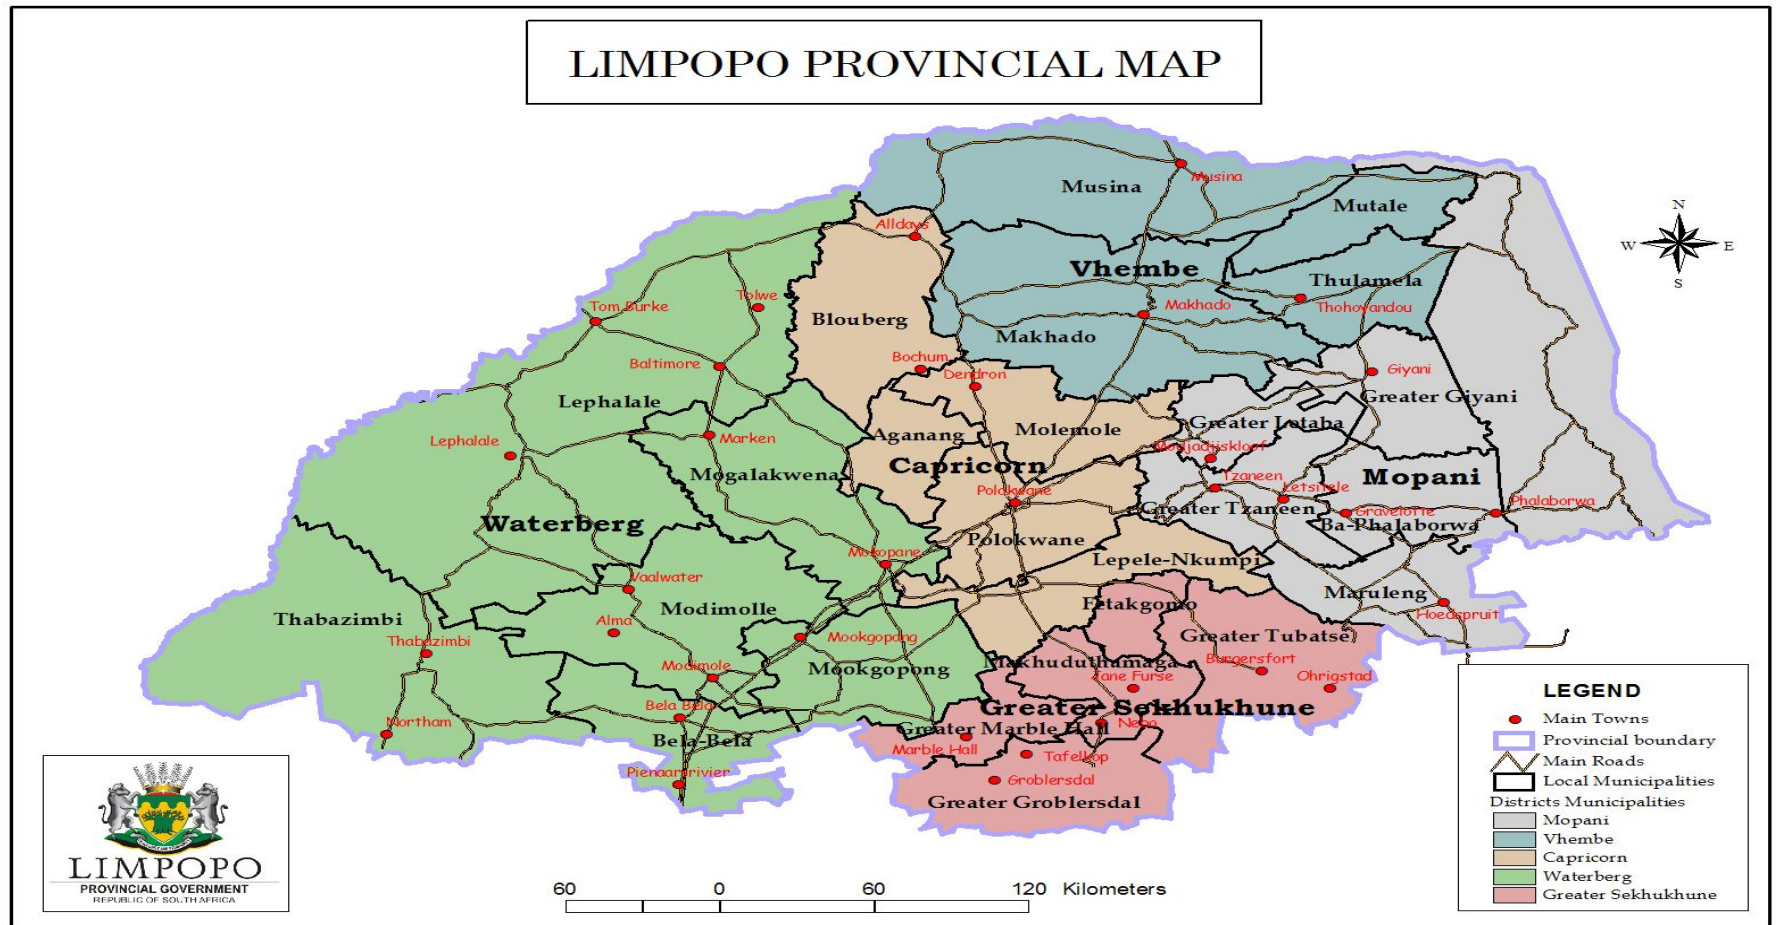 LIMPOPO PROVINCIAL MAP
Musina
Musina
Mutale
Alldays
Vhembe
Thulamela
Tolwe
Tom Burke
Makhado
Thohoyandou
Blouberg
Makhado
Bochum
Dendron
Baltimore
Giyani
Greater Giyani
Lephalale
Greater Letaba
Aganang
Molemole
Lephalale
Marken
Modjadjiskloof
Capricorn
Mogalakwena
Mopani
Tzaneen
Letsitele
Polokwane
Phalaborwa
Greater Tzaneen
Gravelotte
Ba-Phalaborwa
Waterberg
Polokwane
Mokopane
Lepele-Nkumpi
Vaalwater
Maruleng
Modimolle
Fetakgomo
Hoedspruit
Thabazimbi
Alma
Mookgopang
Greater Tubatse
Thabazimbi
Modimole
Mookgopong
Makhuduthamaga
Burgersfort
Jane Furse
Ohrigstad
Bela Bela
Greater Sekhukhune
Northam
Nebo
Greater Marble Hall
Bela-Bela
Marble Hall
Tafelkop
Pienaarsrivier
Groblersdal
Greater Groblersdal
N
W
E
S
LEGEND
Main Towns
Provincial boundary
Main Roads
Local Municipalities
Districts Municipalities
Mopani
Vhembe
Capricorn
Waterberg
Greater Sekhukhune
LIMPOPO
PROVINCIAL GOVERNMENT
REPUBLIC OF SOUTH AFRICA
60 0 60 120 Kilometers